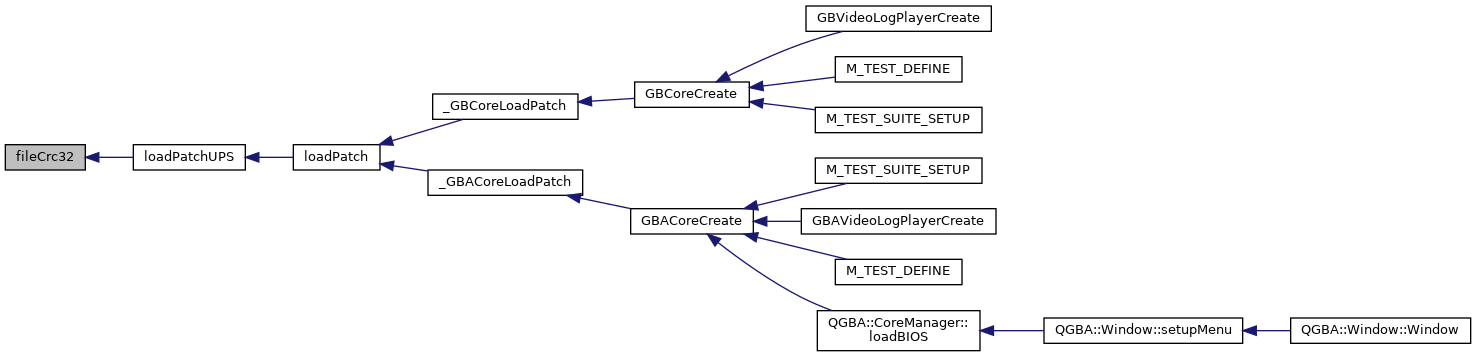 fileCrc32
loadPatchUPS
loadPatch
_GBCoreLoadPatch
GBCoreCreate
GBVideoLogPlayerCreate
M_TEST_DEFINE
M_TEST_SUITE_SETUP
_GBACoreLoadPatch
GBACoreCreate
M_TEST_SUITE_SETUP
GBAVideoLogPlayerCreate
M_TEST_DEFINE
QGBA::CoreManager::
loadBIOS
QGBA::Window::setupMenu
QGBA::Window::Window